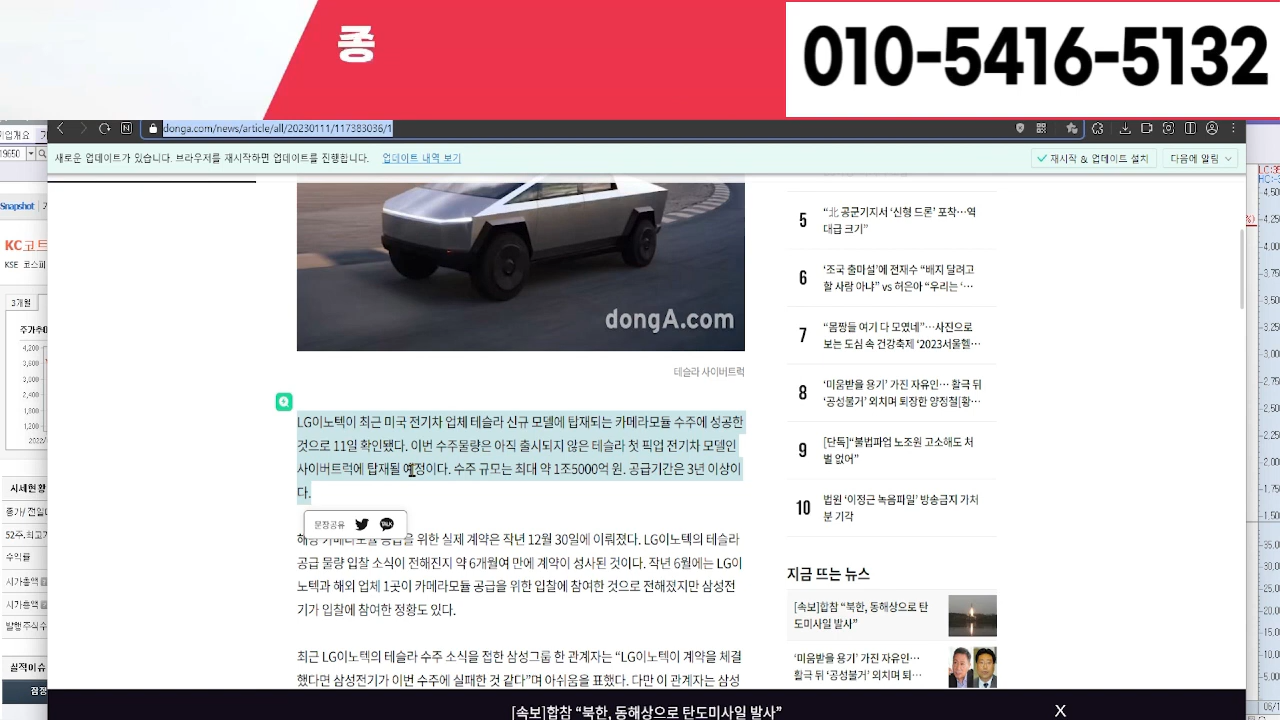 종
010-5416-5132
donga.com/news/article/all/20230111/117383036/1
새로운 업데이트가 있습니다. 브라우저를 재시작하면 업데이트를 진행합니다. 업데이트 내역 보기
재시작 & 업데이트 설치
다음에 알림
Snapshot
KC코트
KSE 코스피
3개월
4,200
3,900
dongA.com
테슬라 사이버트럭
LG이노텍이 최근 미국 전기차 업체 테슬라 신규 모델에 탑재되는 카메라모듈 수주에 성공한
것으로 11일 확인됐다. 이번 수주물량은 아직 출시되지 않은 테슬라 첫 픽업 전기차 모델인
사이버트럭에 탑재될 예정이다. 수주 규모는 최대 약 1조5000억 원. 공급기간은 3년 이상이
다.
문장공유
해당 카메라모듈 공급을 위한 실제 계약은 작년 12월 30일에 이뤄졌다. LG이노텍의 테슬라
공급 물량 입찰 소식이 전해진지 약 6개월여 만에 계약이 성사된 것이다. 작년 6월에는 LG이
노텍과 해외 업체 1곳이 카메라모듈 공급을 위한 입찰에 참여한 것으로 전해졌지만 삼성전
기가 입찰에 참여한 정황도 있다.
최근 LG이노텍의 테슬라 수주 소식을 접한 삼성그룹 한 관계자는 “LG이노텍이 계약을 체결
했다면 삼성전기가 이번 수주에 실패한 것 같다”며 아쉬움을 표했다. 다만 이 관계자는 삼성
5
“北 공군기지서 ‘신형 드론’ 포착…역
대급 크기”
6
‘조국 출마설’에 전재수 “배지 달려고
할 사람 아냐” vs 허은아 “우리는 ‘…
7
“몸짱들 여기 다 모였네”…사진으로
보는 도심 속 건강축제 ‘2023서울헬…
8
‘미움받을 용기’ 가진 자유인… 활극 뒤
‘공성불거’ 외치며 퇴장한 양정철[황…
9
[단독]“불법파업 노조원 고소해도 처
벌 없어”
10
법원 ‘이정근 녹음파일’ 방송금지 가처
분 기각
지금 뜨는 뉴스
[속보]합참 “북한, 동해상으로 탄
도미사일 발사”
‘미움받을 용기’ 가진 자유인…
활극 뒤 ‘공성불거’ 외치며 퇴…
[속보]합참 “북한, 동해상으로 탄도미사일 발사”
X